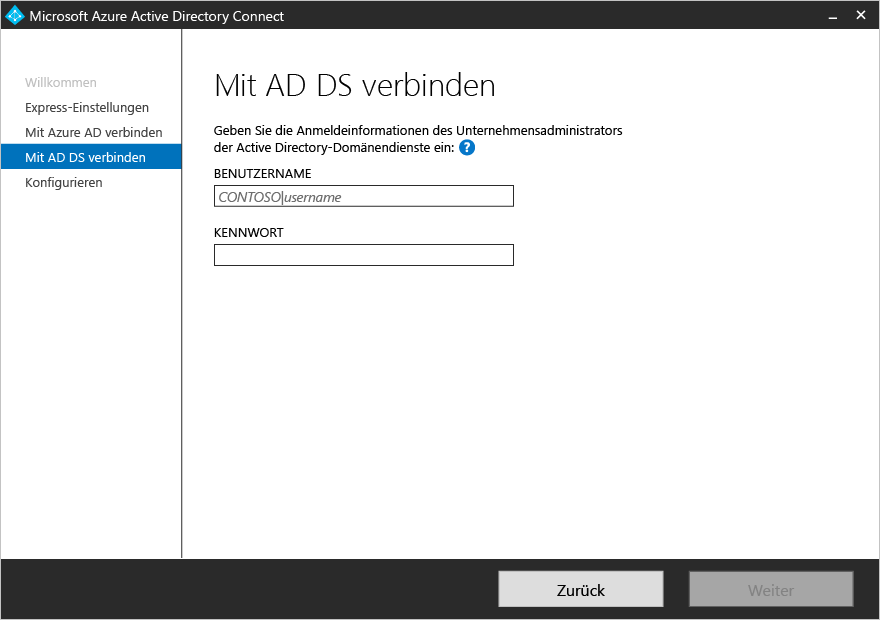 Microsoft Azure Active Directory Connect
Willkommen
Express-Einstellungen
Mit Azure AD verbinden
Mit AD DS verbinden
Konfigurieren
Mit AD DS verbinden
Geben Sie die Anmeldeinformationen des Unternehmensadministrators
der Active Directory-Domänendienste ein: ?
BENUTZERNAME
CONTOSO|username
KENNWORT
Zurück
Weiter